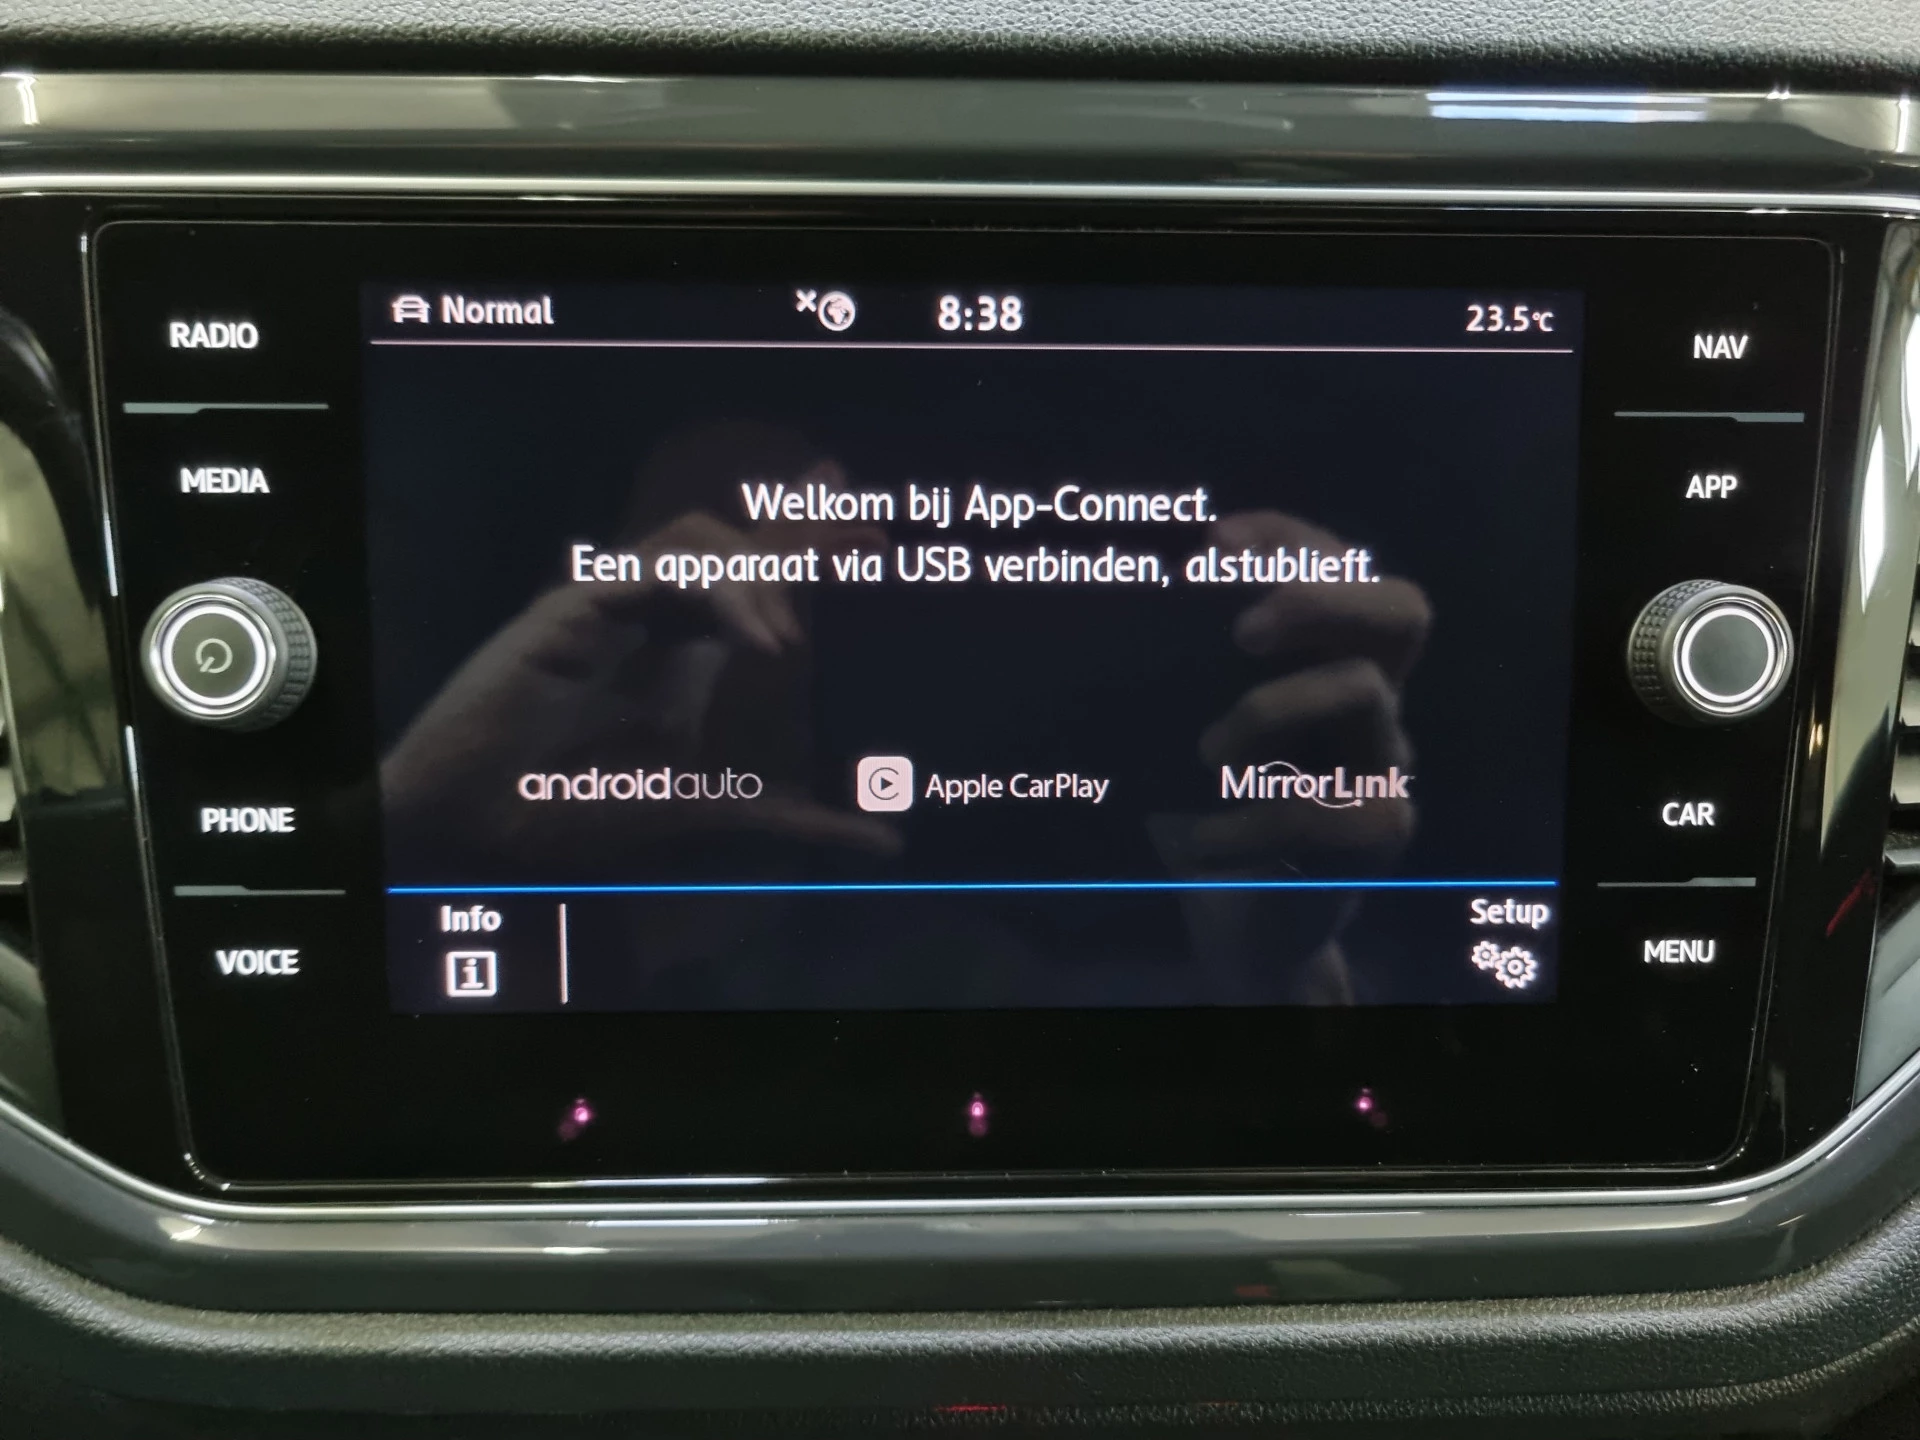 RADIO
MEDIA
PHONE
VOICE
Normal
8:38
23.5°C
Welkom bij App-Connect.
Een apparaat via USB verbinden, alstublieft.
androidauto
Apple CarPlay
MirrorLink
Info
i
Setup
NAV
APP
CAR
MENU